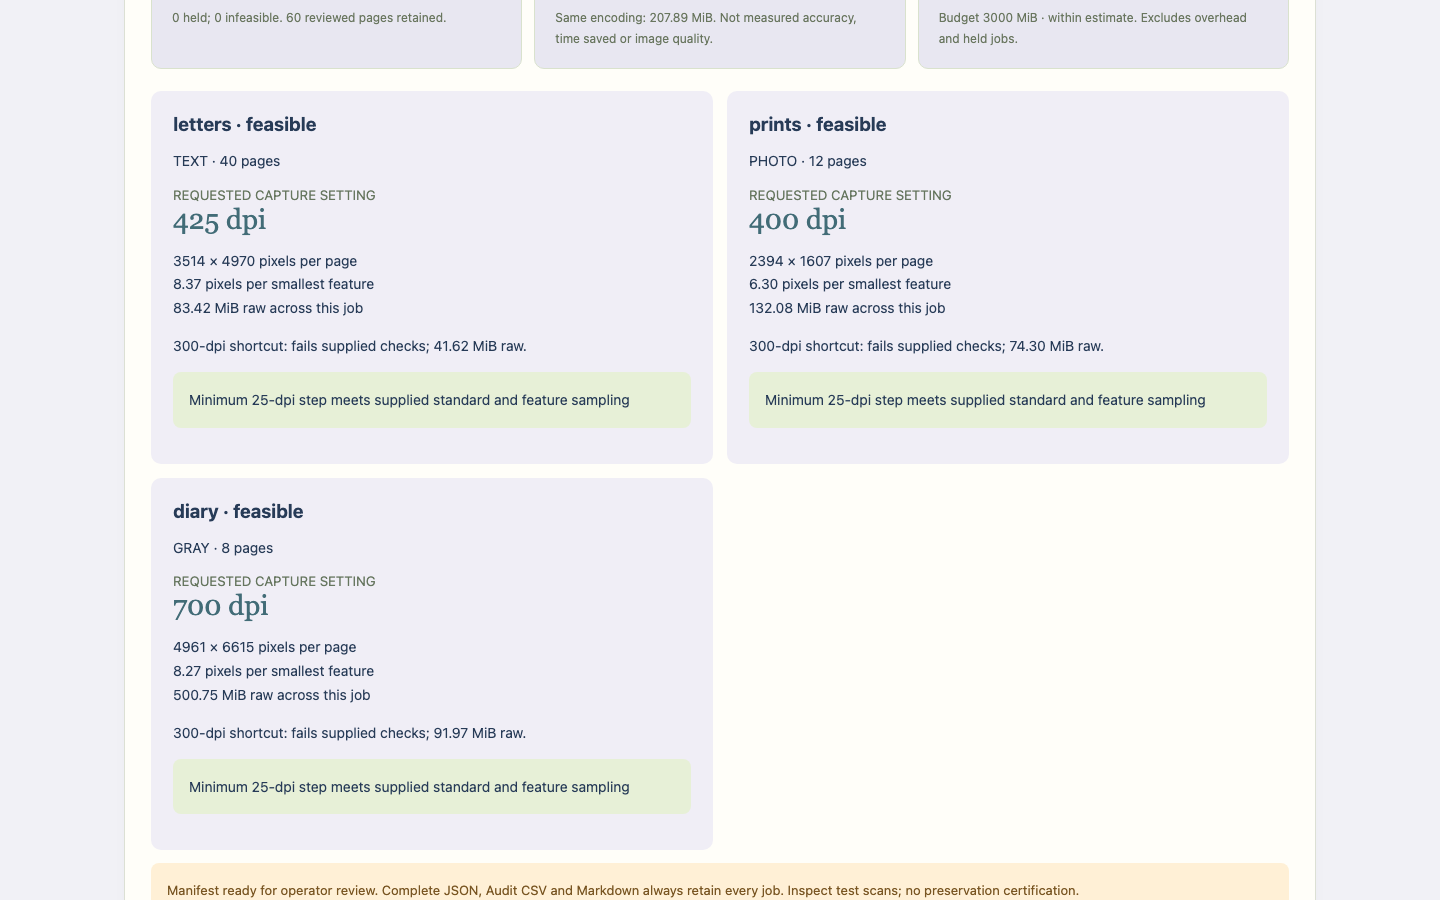 0 held; 0 infeasible. 60 reviewed pages retained.
Same encoding: 207.89 MiB. Not measured accuracy,
time saved or image quality.
Budget 3000 MiB · within estimate. Excludes overhead
and held jobs.
letters · feasible
TEXT · 40 pages
REQUESTED CAPTURE SETTING
425 dpi
3514 × 4970 pixels per page
8.37 pixels per smallest feature
83.42 MiB raw across this job
300-dpi shortcut: fails supplied checks; 41.62 MiB raw.
Minimum 25-dpi step meets supplied standard and feature sampling
prints · feasible
PHOTO · 12 pages
REQUESTED CAPTURE SETTING
400 dpi
2394 × 1607 pixels per page
6.30 pixels per smallest feature
132.08 MiB raw across this job
300-dpi shortcut: fails supplied checks; 74.30 MiB raw.
Minimum 25-dpi step meets supplied standard and feature sampling
diary · feasible
GRAY · 8 pages
REQUESTED CAPTURE SETTING
700 dpi
4961 × 6615 pixels per page
8.27 pixels per smallest feature
500.75 MiB raw across this job
300-dpi shortcut: fails supplied checks; 91.97 MiB raw.
Minimum 25-dpi step meets supplied standard and feature sampling
Manifest ready for operator review. Complete JSON, Audit CSV and Markdown always retain every job. Inspect test scans; no preservation certification.